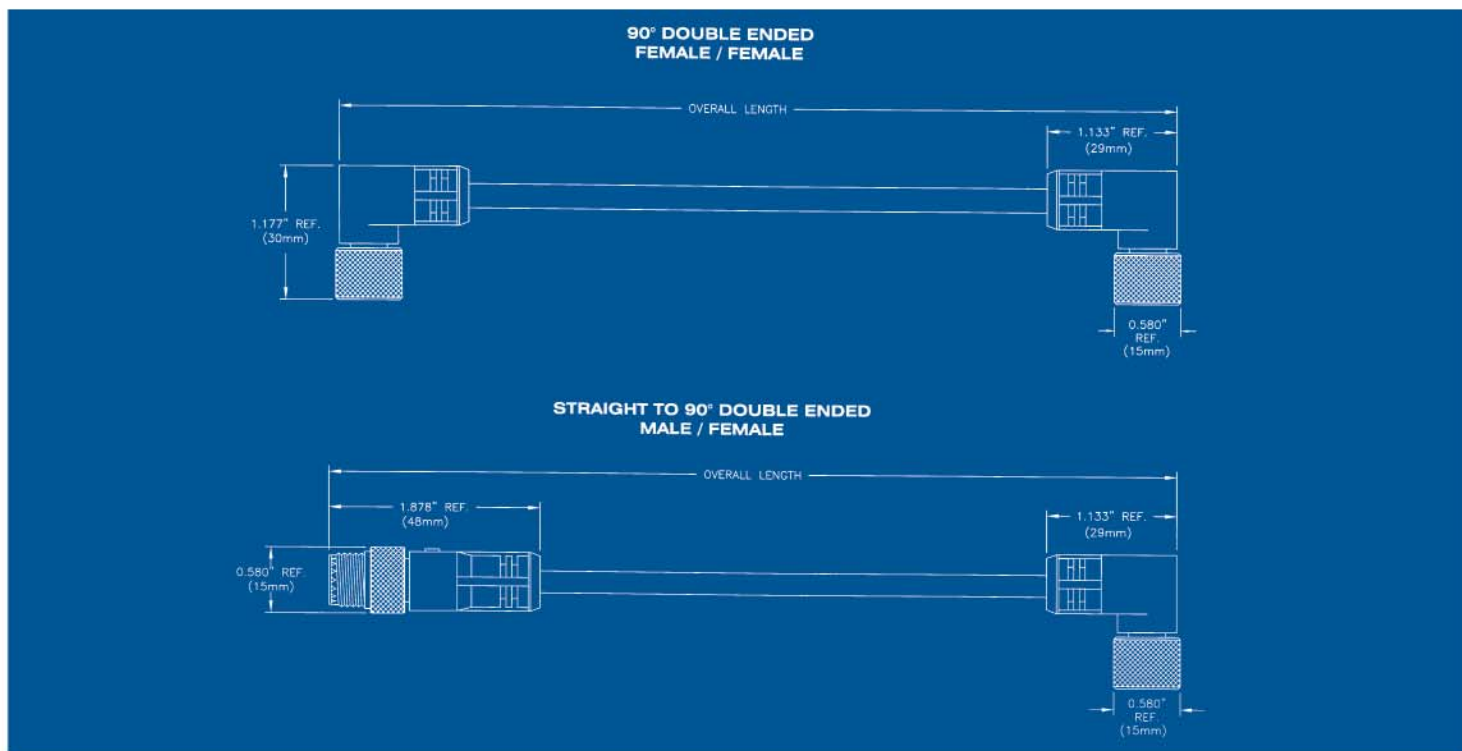 90° DOUBLE ENDED
FEMALE / FEMALE
OVERALL LENGTH
1.133" REF.
(29mm)
1.177" REF.
(30mm)
0.580"
REF.
(15mm)
STRAIGHT TO 90° DOUBLE ENDED
MALE / FEMALE
OVERALL LENGTH
1.878" REF.
(48mm)
1.133" REF.
(29mm)
0.580" REF.
(15mm)
0.580"
REF.
(15mm)